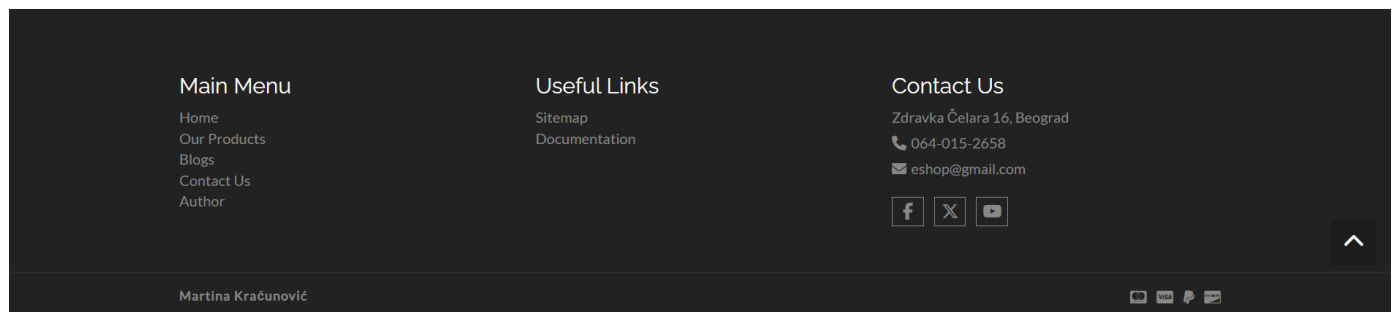 Main Menu
Home
Our Products
Blogs
Contact Us
Author
Useful Links
Sitemap
Documentation
Contact Us
Zdravka Čelara 16, Beograd
064-015-2658
eshop@gmail.com
Martina Kračunović
VISA